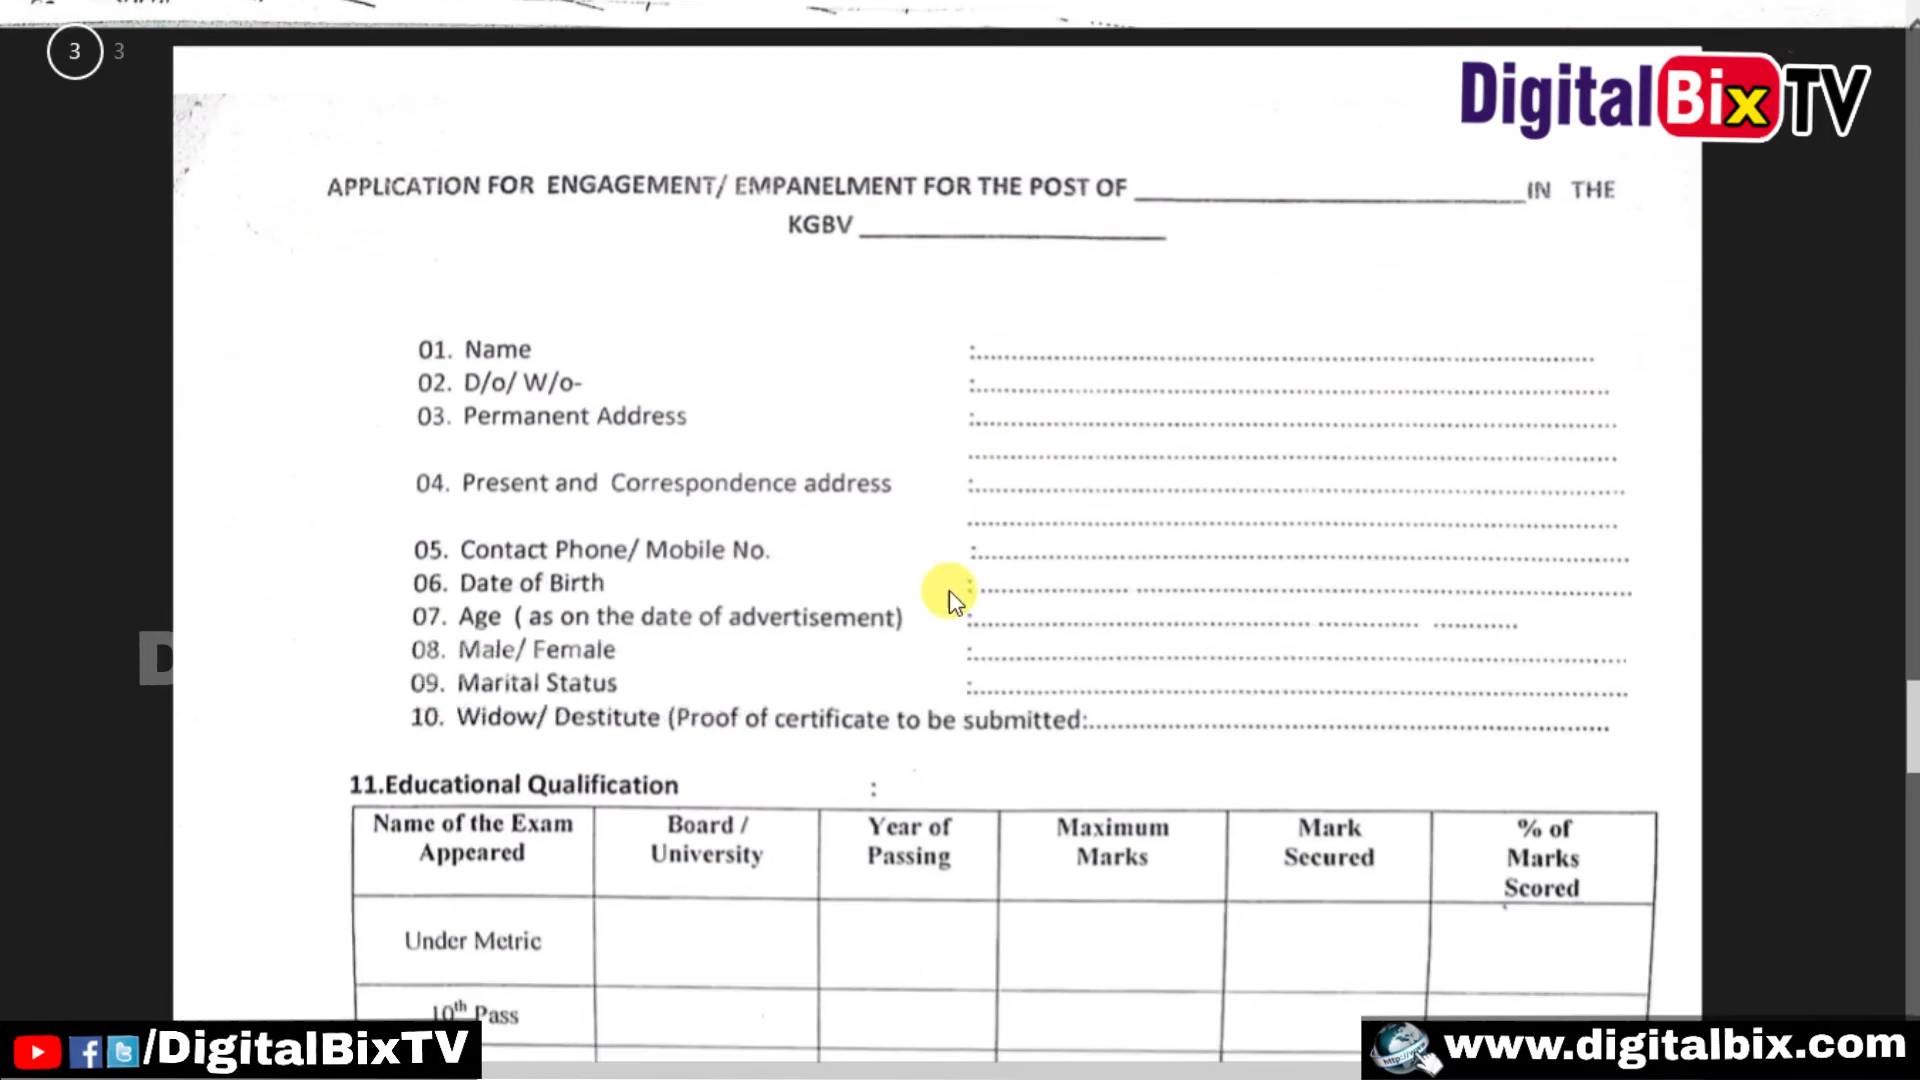 3 3
DigitalBixTV
APPLICATION FOR ENGAGEMENT/ EMPANELMENT FOR THE POST OF ____________ IN THE
KGBV ____________
01. Name :
02. D/o/ W/o- :
03. Permanent Address :
04. Present and Correspondence address :
05. Contact Phone/ Mobile No. :
06. Date of Birth :
07. Age ( as on the date of advertisement) :
08. Male/ Female :
09. Marital Status :
10. Widow/ Destitute (Proof of certificate to be submitted:
11.Educational Qualification :
Name of the Exam Appeared | Board / University | Year of Passing | Maximum Marks | Mark Secured | % of Marks Scored
Under Metric
10th Pass
/DigitalBixTV
www.digitalbix.com